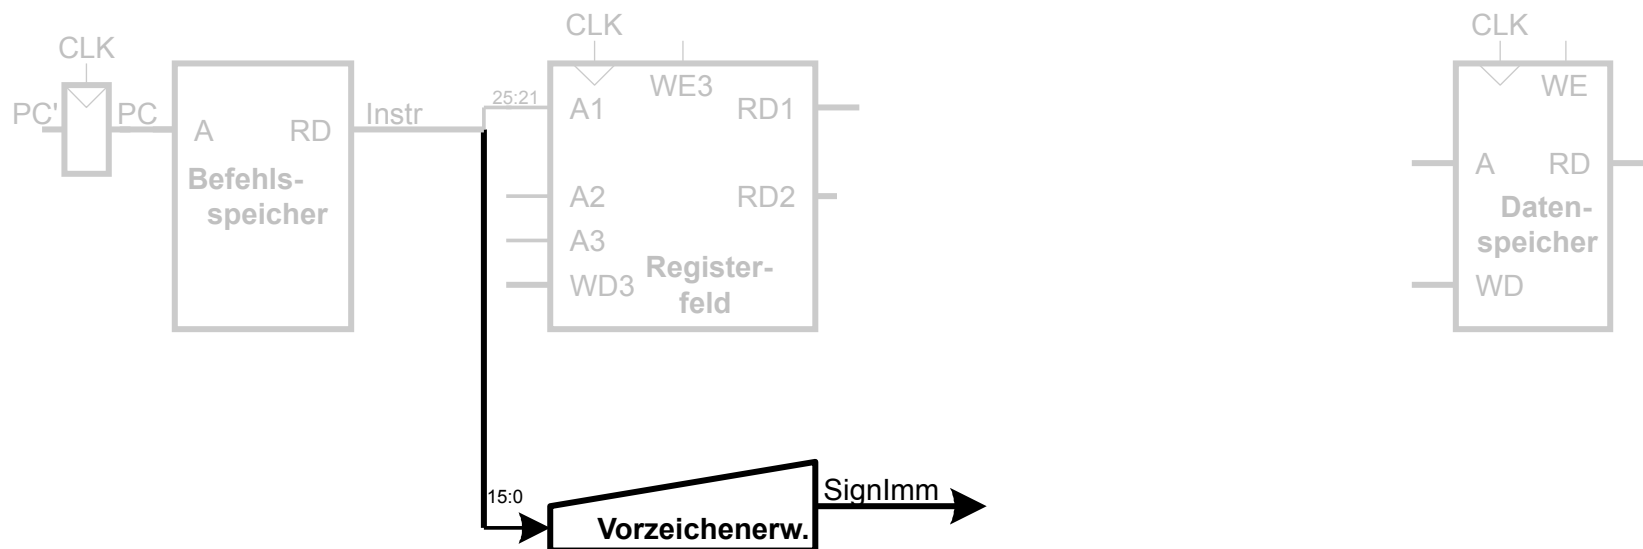 CLK
CLK
CLK
PC'
PC
A
RD
Befehls-
speicher
Instr
25:21
A1
WE3
RD1
A2
RD2
A3
WD3
Register-
feld
WE
A
RD
Daten-
speicher
WD
15:0
Vorzeichenerw.
SignImm